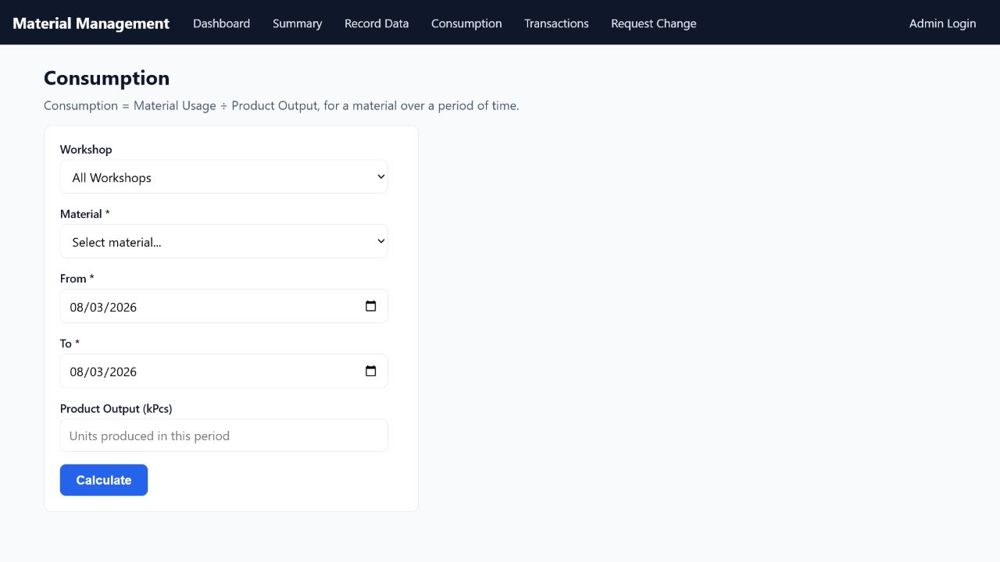 Material Management Dashboard Summary Record Data Consumption Transactions Request Change Admin Login
Consumption
Consumption = Material Usage ÷ Product Output, for a material over a period of time.
Workshop
All Workshops
Material *
Select material...
From *
08/03/2026
To *
08/03/2026
Product Output (kPcs)
Units produced in this period
Calculate